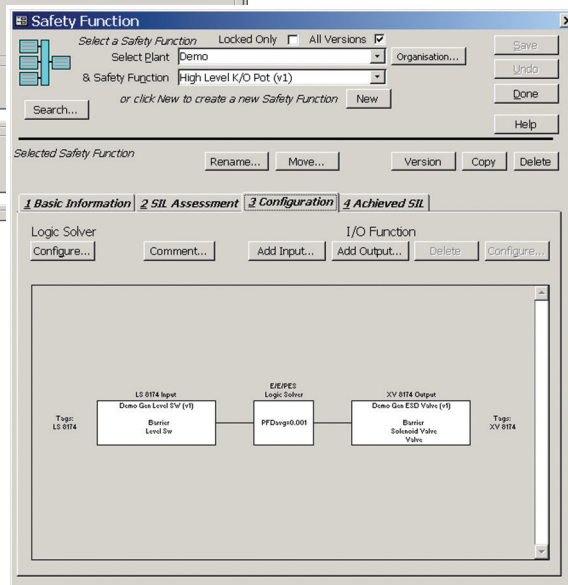 Safety Function
Select a Safety Function Locked Only All Versions
Select Plant Demo Organisation...
& Safety Function High Level K/O Pot (v1)
or click New to create a new Safety Function New
Search...
Save
Undo
Done
Help
Selected Safety Function Rename... Move... Version Copy Delete
1 Basic Information 2 SIL Assessment 3 Configuration 4 Achieved SIL
Logic Solver I/O Function
Configure... Comment... Add Input... Add Output... Delete Configure...
Tags:
LS 8174
LS 8174 Input
Demo Gen Level SW (v1)
Barrier
Level Sw
E/E/PES
Logic Solver
PFDavg=0.001
XV 8174 Output
Demo Gen ESD Valve (v1)
Barrier
Solenoid Valve
Valve
Tags:
XV 8174